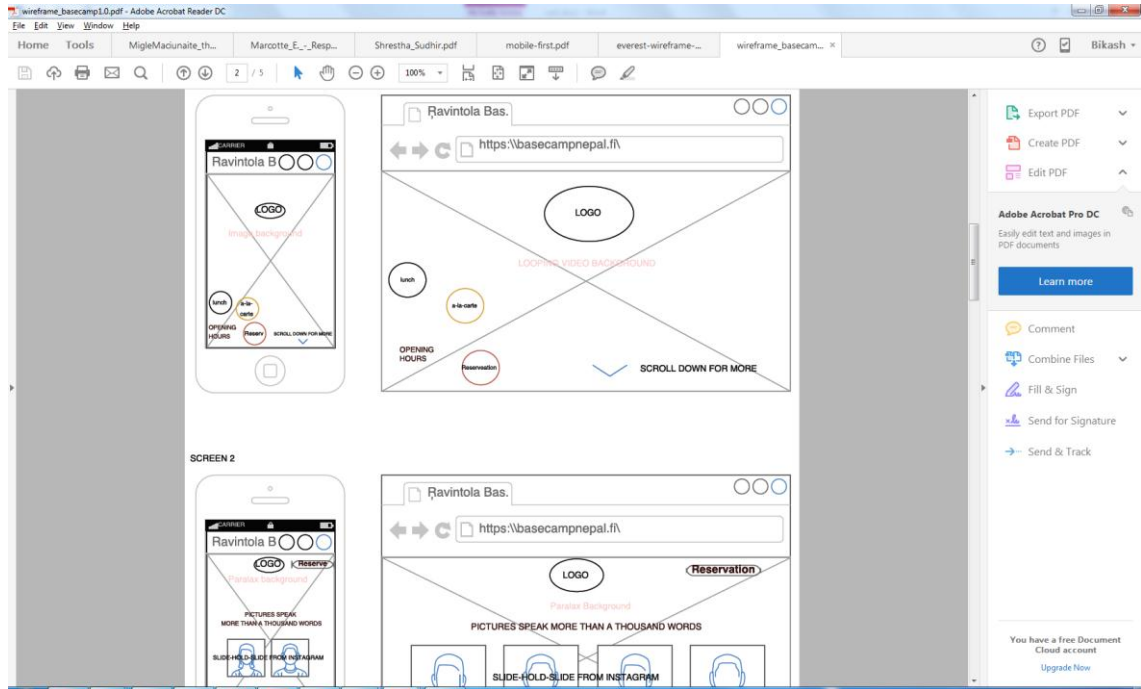 wireframe_basecamp1.0.pdf - Adobe Acrobat Reader DC
File Edit View Window Help
Home Tools MigleMaciunaite_th... Marcotte_E._-_Resp... Shrestha_Sudhir.pdf mobile-first.pdf everest-wireframe-... wireframe_basecam... × Bikash
2 / 5 100%
CARRIER
Ravintola B
LOGO
Image background
lunch
a-la-
carte
OPENING
HOURS
Reserv
SCROLL DOWN FOR MORE
Ravintola Bas.
https:\\basecampnepal.fi\
LOGO
LOOPING VIDEO BACKGROUND
lunch
a-la-carte
OPENING
HOURS
Reserveation
SCROLL DOWN FOR MORE
SCREEN 2
CARRIER
Ravintola B
LOGO
Reserve
Paralax background
PICTURES SPEAK
MORE THAN A THOUSAND WORDS
SLIDE-HOLD-SLIDE FROM INSTAGRAM
Ravintola Bas.
https:\\basecampnepal.fi\
LOGO
Reservation
Paralax Background
PICTURES SPEAK MORE THAN A THOUSAND WORDS
SLIDE-HOLD-SLIDE FROM INSTAGRAM
Export PDF
Create PDF
Edit PDF
Adobe Acrobat Pro DC
Easily edit text and images in
PDF documents
Learn more
Comment
Combine Files
Fill & Sign
Send for Signature
Send & Track
You have a free Document
Cloud account
Upgrade Now